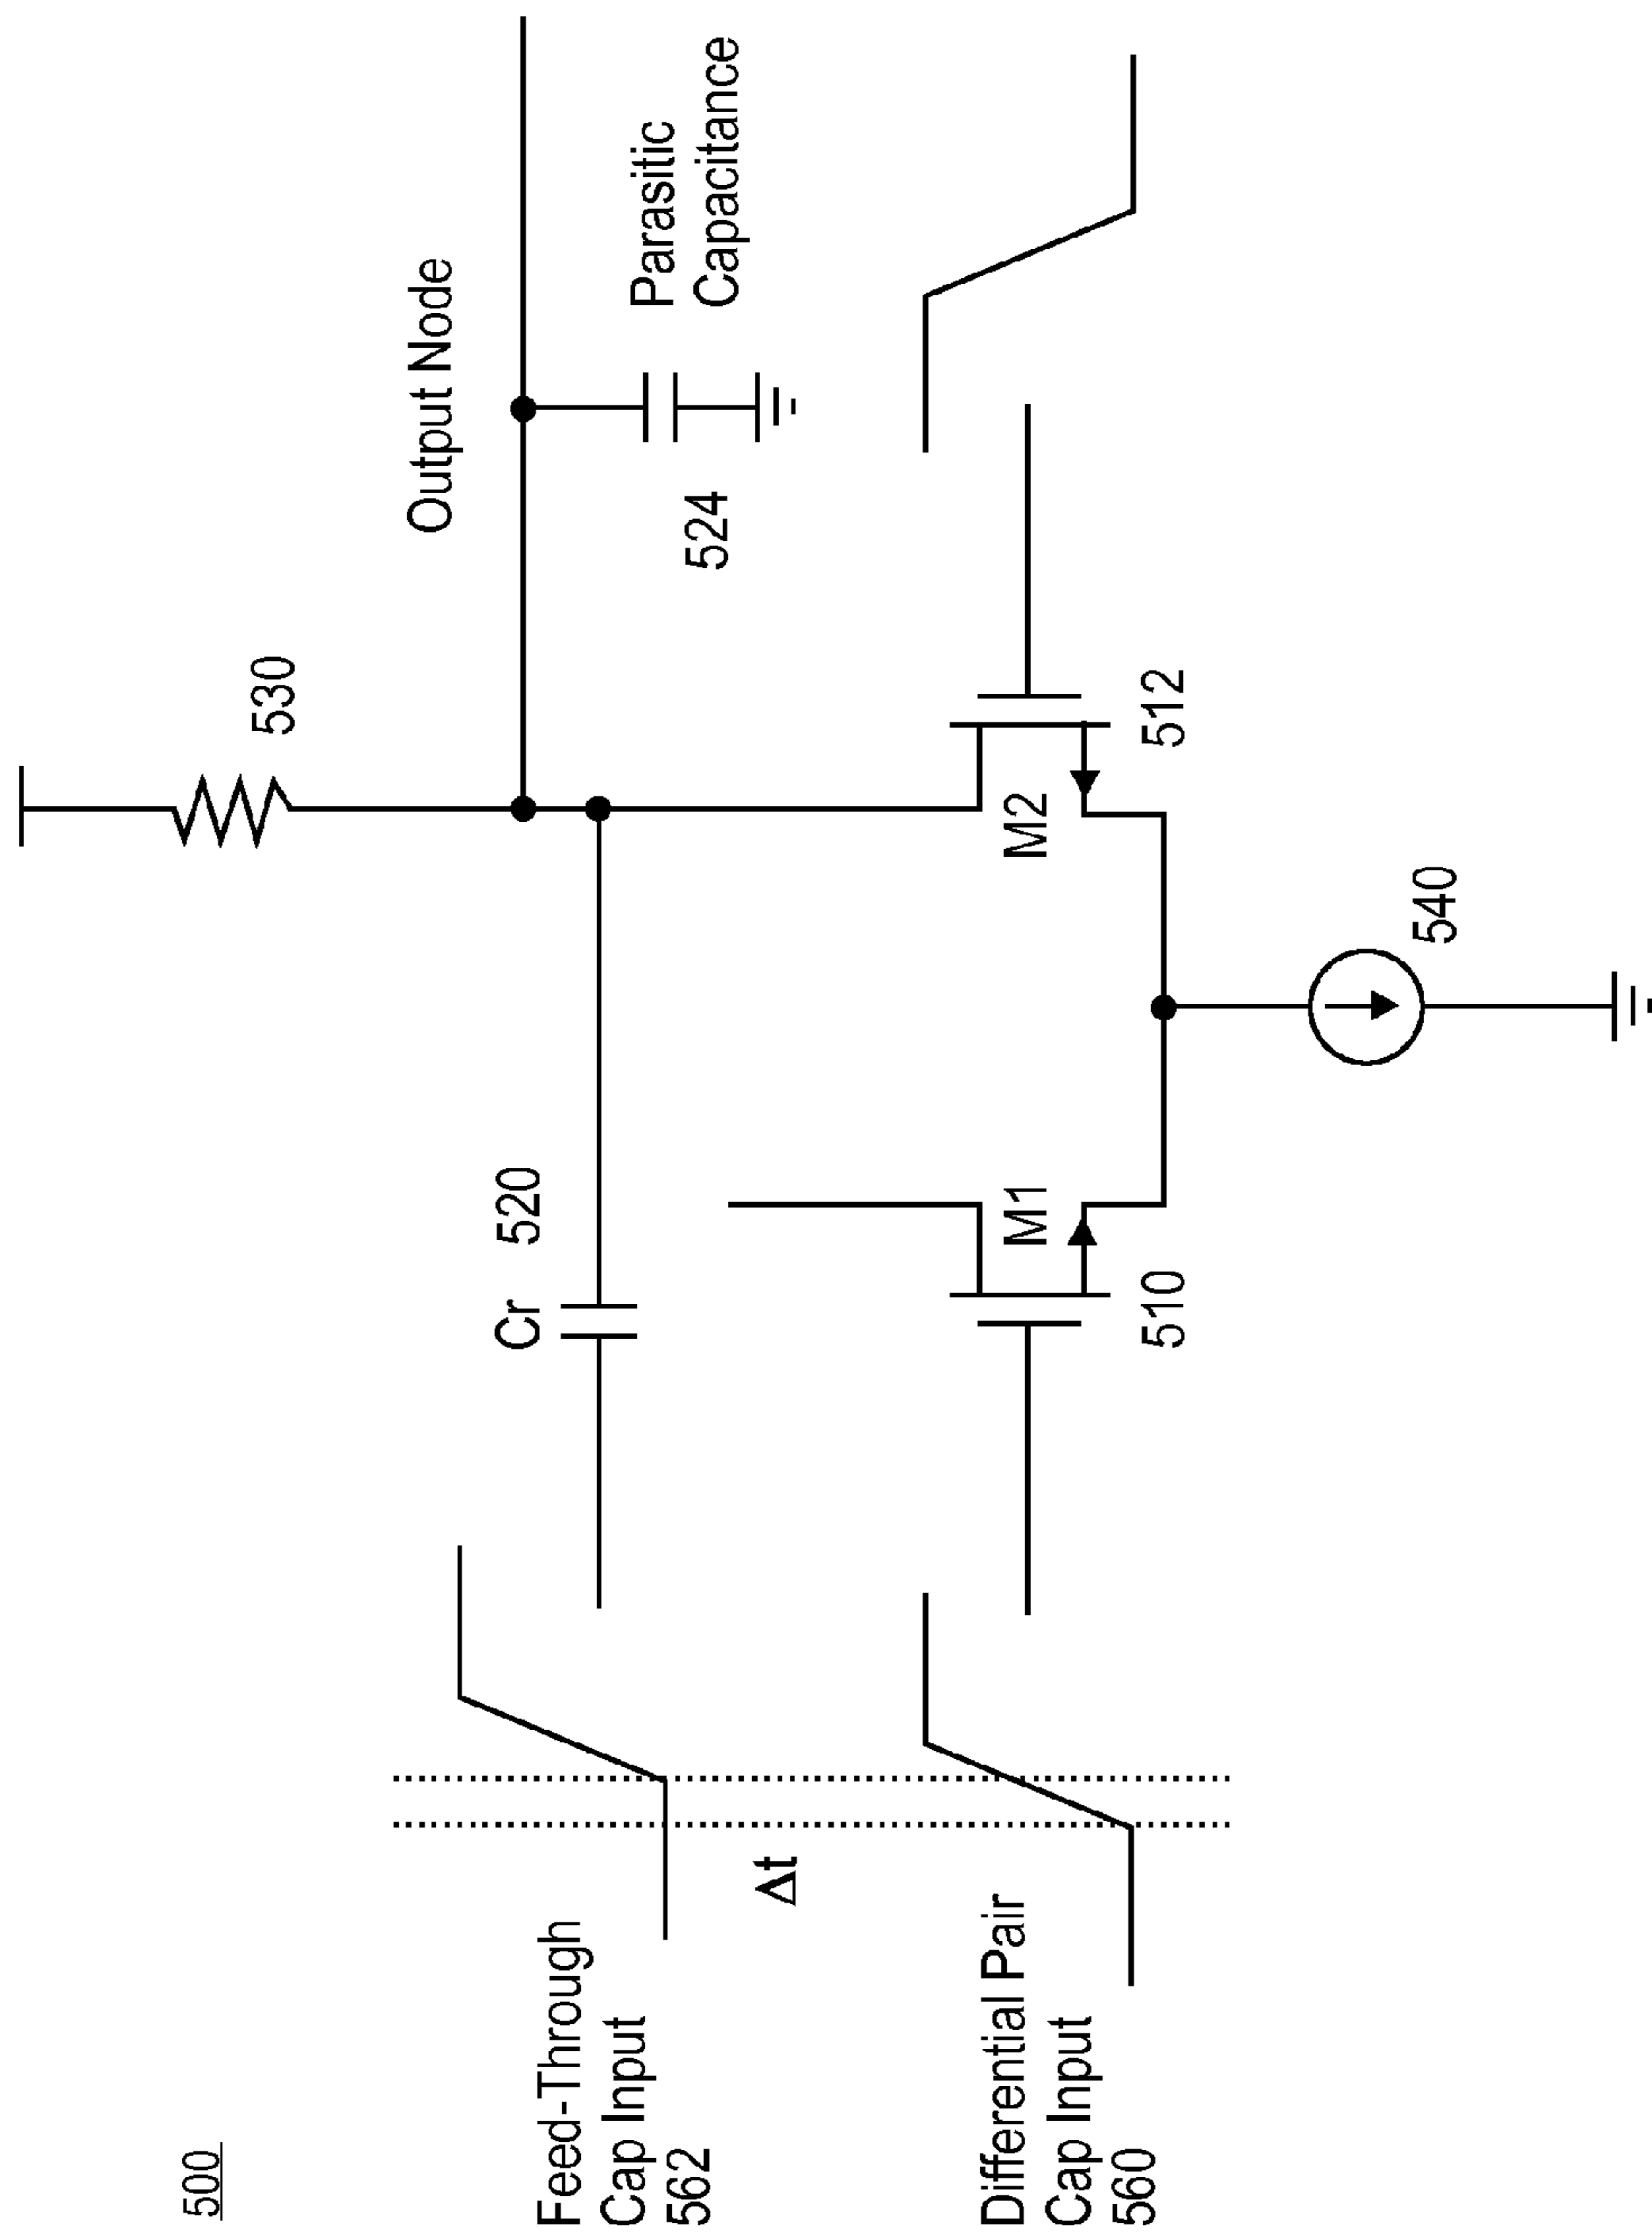 500
530
Output Node
Cr 520
524
Parasitic
Capacitance
Feed-Through
Cap Input
562
Δt
M1
M2
Differential Pair
Cap Input
560
510
512
540